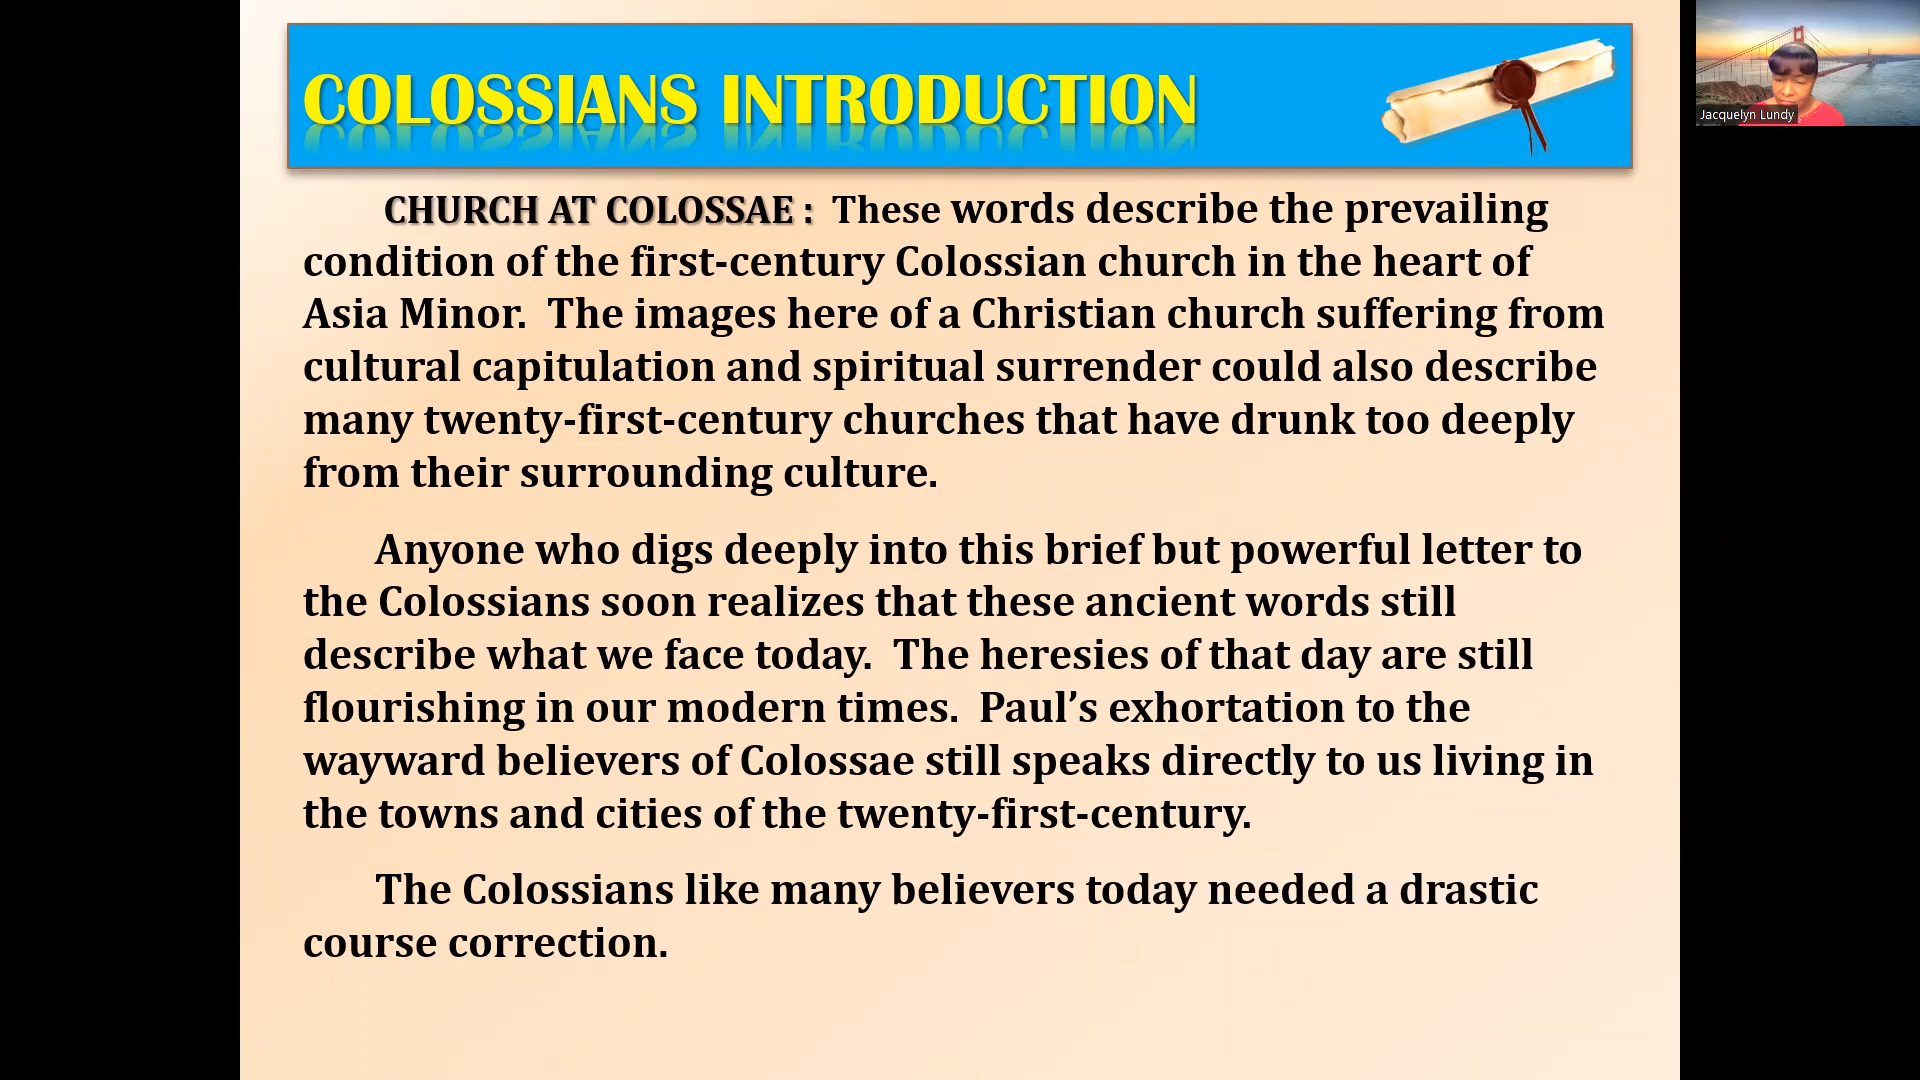 COLOSSIANS INTRODUCTION
Jacquelyn Lundy
CHURCH AT COLOSSAE : These words describe the prevailing
condition of the first-century Colossian church in the heart of
Asia Minor. The images here of a Christian church suffering from
cultural capitulation and spiritual surrender could also describe
many twenty-first-century churches that have drunk too deeply
from their surrounding culture.
Anyone who digs deeply into this brief but powerful letter to
the Colossians soon realizes that these ancient words still
describe what we face today. The heresies of that day are still
flourishing in our modern times. Paul’s exhortation to the
wayward believers of Colossae still speaks directly to us living in
the towns and cities of the twenty-first-century.
The Colossians like many believers today needed a drastic
course correction.